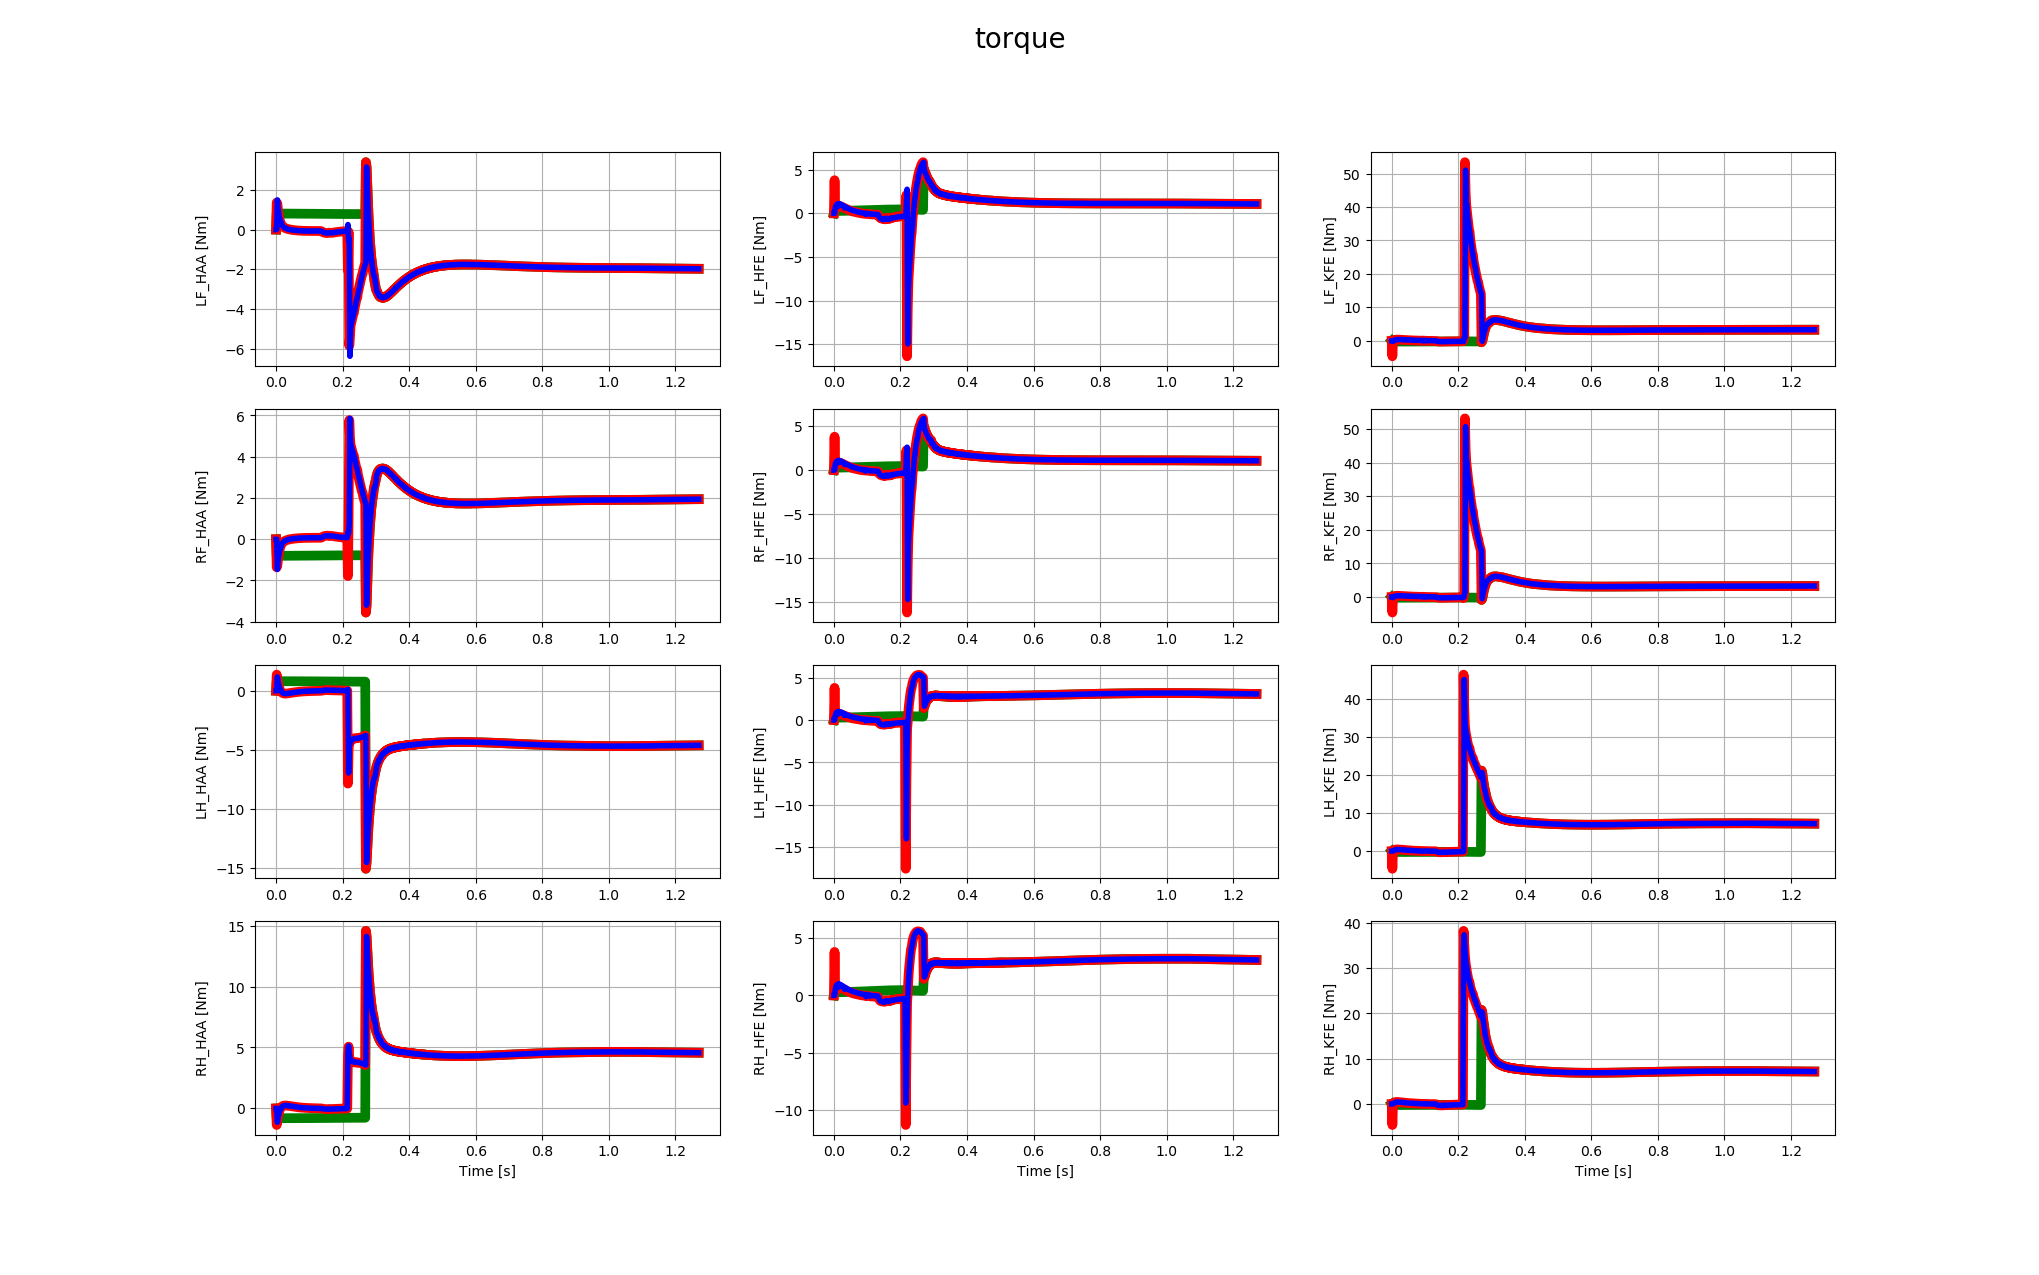 torque
LF_HAA [Nm]
2
0
−2
−4
−6
0.0 0.2 0.4 0.6 0.8 1.0 1.2
LF_HFE [Nm]
5
0
−5
−10
−15
0.0 0.2 0.4 0.6 0.8 1.0 1.2
LF_KFE [Nm]
50
40
30
20
10
0
0.0 0.2 0.4 0.6 0.8 1.0 1.2
RF_HAA [Nm]
6
4
2
0
−2
−4
0.0 0.2 0.4 0.6 0.8 1.0 1.2
RF_HFE [Nm]
5
0
−5
−10
−15
0.0 0.2 0.4 0.6 0.8 1.0 1.2
RF_KFE [Nm]
50
40
30
20
10
0
0.0 0.2 0.4 0.6 0.8 1.0 1.2
LH_HAA [Nm]
0
−5
−10
−15
0.0 0.2 0.4 0.6 0.8 1.0 1.2
LH_HFE [Nm]
5
0
−5
−10
−15
0.0 0.2 0.4 0.6 0.8 1.0 1.2
LH_KFE [Nm]
40
30
20
10
0
0.0 0.2 0.4 0.6 0.8 1.0 1.2
RH_HAA [Nm]
15
10
5
0
0.0 0.2 0.4 0.6 0.8 1.0 1.2
Time [s]
RH_HFE [Nm]
5
0
−5
−10
0.0 0.2 0.4 0.6 0.8 1.0 1.2
Time [s]
RH_KFE [Nm]
40
30
20
10
0
0.0 0.2 0.4 0.6 0.8 1.0 1.2
Time [s]